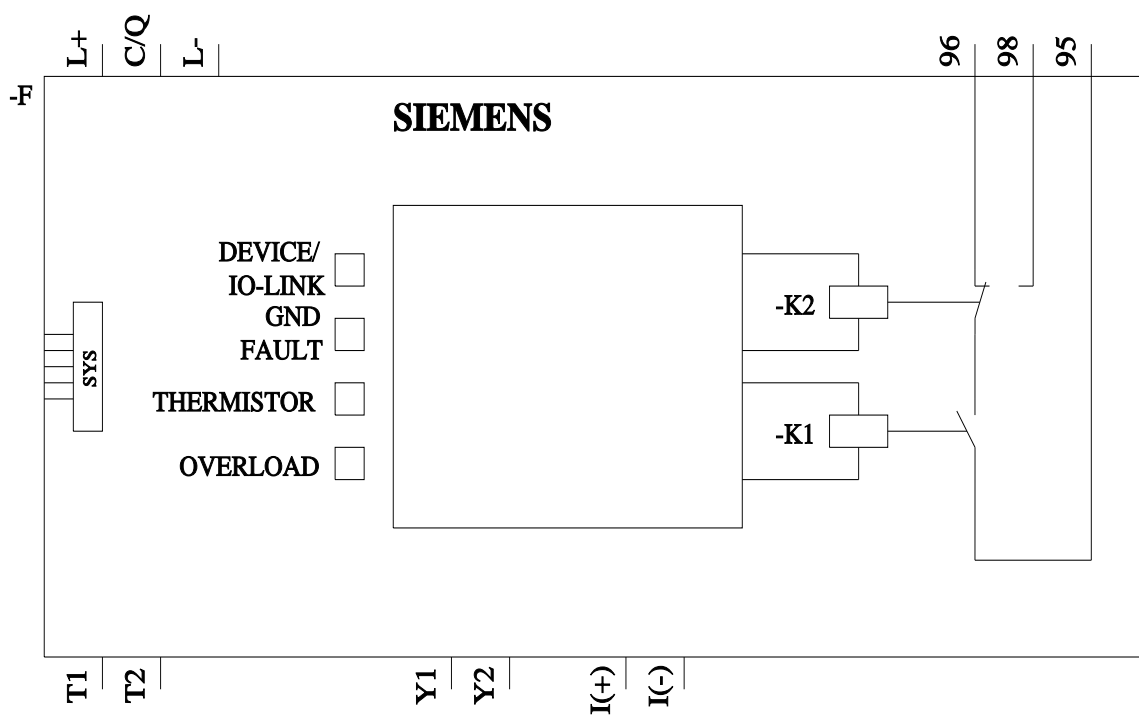 L+
C/Q
L-
96
98
95
-F
SIEMENS
DEVICE/
IO-LINK
GND
FAULT
THERMISTOR
OVERLOAD
SYS
-K2
-K1
T1
T2
Y1
Y2
I(+)
I(-)